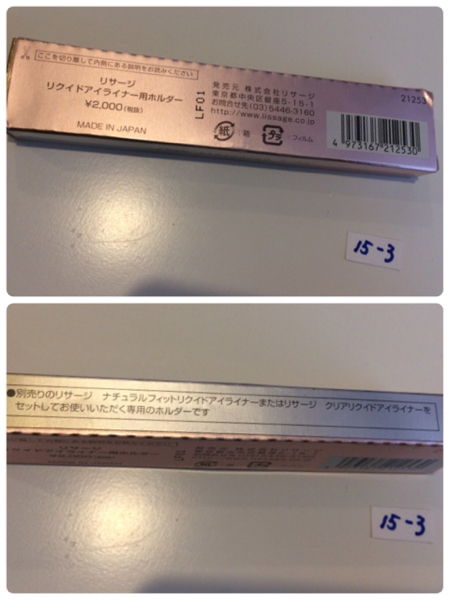 ここを切り離して内側にある説明をお読みください
リサージ
リクイドアイライナー用ホルダー
¥2,000(税抜)
MADE IN JAPAN
LF01
発売元 株式会社リサージ
東京都中央区銀座5-15-1
お問合せ先(03)5446-3160
http://www.lissage.co.jp
紙:箱
プラ:フィルム
21253
4 973167 212530
15-3
●別売りのリサージ ナチュラルフィットリクイドアイライナーまたはリサージ クリアリクイドアイライナーを
セットしてお使いいただく専用のホルダーです
15-3